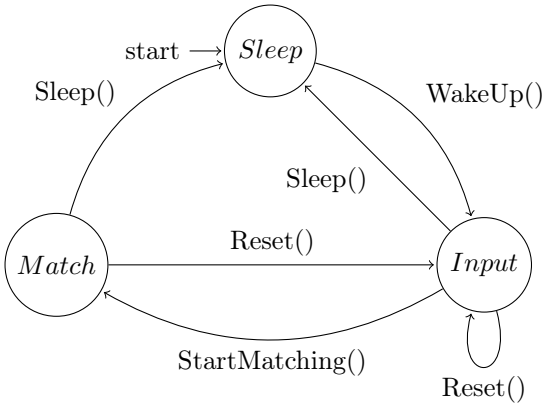 start
Sleep
Sleep()
WakeUp()
Sleep()
Match
Reset()
Input
StartMatching()
Reset()